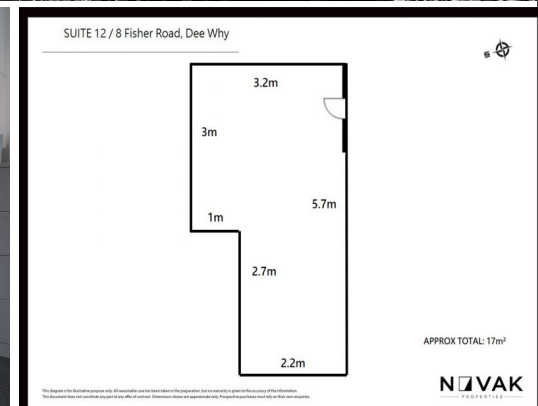 SUITE 12 / 8 Fisher Road, Dee Why
3.2m
3m
5.7m
1m
2.7m
2.2m
APPROX TOTAL: 17m²
This diagram is for illustrative purpose only. All reasonable care has been taken in the preparation, but no warranty is given to the accuracy of the information.
This document does not constitute any part of any offer of contract. Dimensions shown are approximate only. Prospective purchasers must rely on their own enquiries.
NOVAK
PROPERTIES